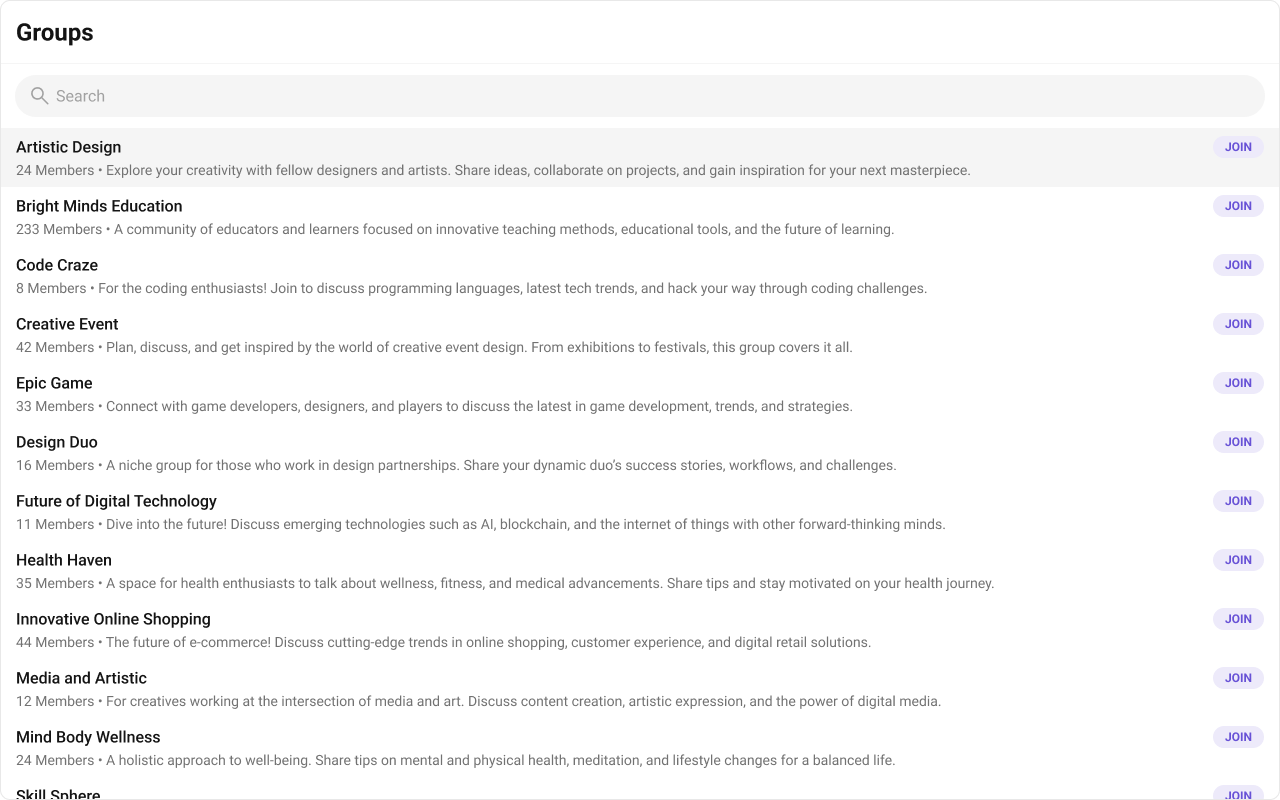 Groups
Search
Artistic Design
JOIN
24 Members • Explore your creativity with fellow designers and artists. Share ideas, collaborate on projects, and gain inspiration for your next masterpiece.
Bright Minds Education
JOIN
233 Members • A community of educators and learners focused on innovative teaching methods, educational tools, and the future of learning.
Code Craze
JOIN
8 Members • For the coding enthusiasts! Join to discuss programming languages, latest tech trends, and hack your way through coding challenges.
Creative Event
JOIN
42 Members • Plan, discuss, and get inspired by the world of creative event design. From exhibitions to festivals, this group covers it all.
Epic Game
JOIN
33 Members • Connect with game developers, designers, and players to discuss the latest in game development, trends, and strategies.
Design Duo
JOIN
16 Members • A niche group for those who work in design partnerships. Share your dynamic duo’s success stories, workflows, and challenges.
Future of Digital Technology
JOIN
11 Members • Dive into the future! Discuss emerging technologies such as AI, blockchain, and the internet of things with other forward-thinking minds.
Health Haven
JOIN
35 Members • A space for health enthusiasts to talk about wellness, fitness, and medical advancements. Share tips and stay motivated on your health journey.
Innovative Online Shopping
JOIN
44 Members • The future of e-commerce! Discuss cutting-edge trends in online shopping, customer experience, and digital retail solutions.
Media and Artistic
JOIN
12 Members • For creatives working at the intersection of media and art. Discuss content creation, artistic expression, and the power of digital media.
Mind Body Wellness
JOIN
24 Members • A holistic approach to well-being. Share tips on mental and physical health, meditation, and lifestyle changes for a balanced life.
Skill Sphere
JOIN